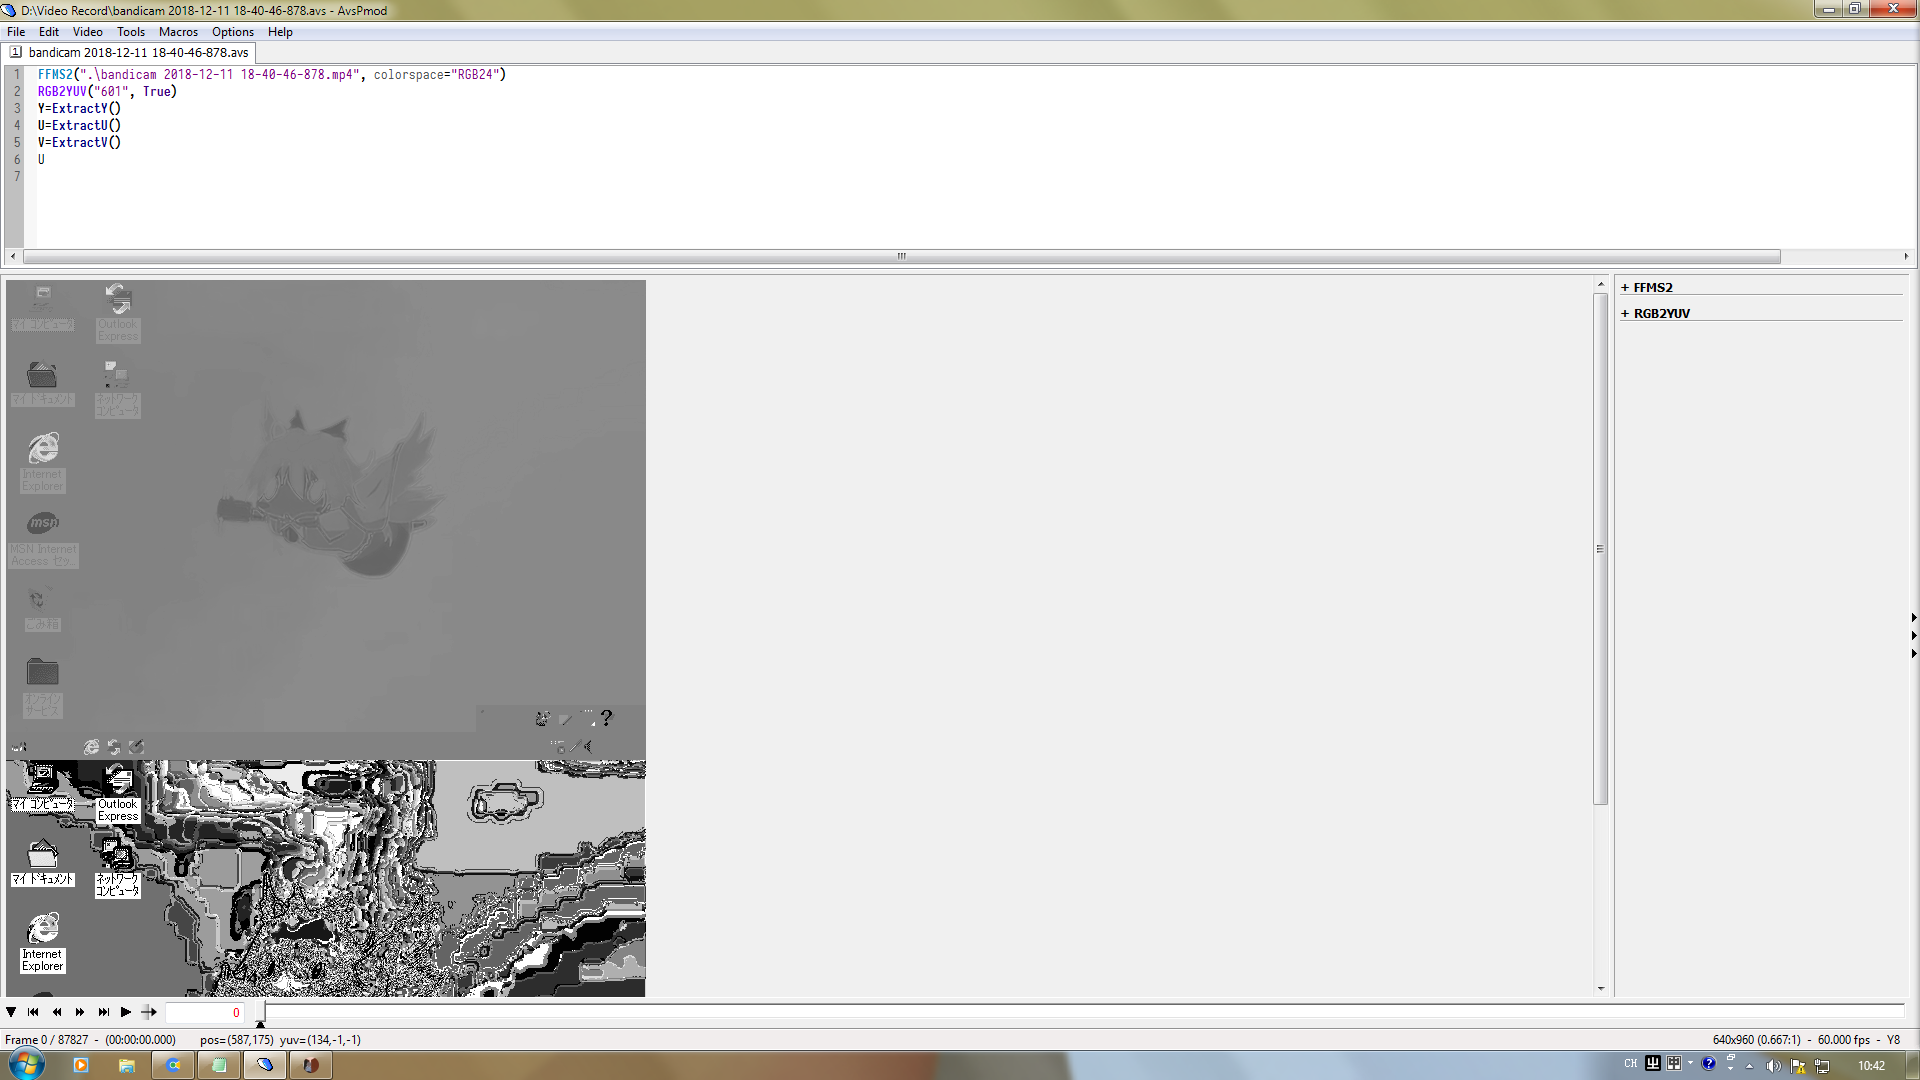 D:\Video Record\bandicam 2018-12-11 18-40-46-878.avs - AvsPmod
File Edit Video Tools Macros Options Help
1 bandicam 2018-12-11 18-40-46-878.avs
1 FFMS2(".\bandicam 2018-12-11 18-40-46-878.mp4", colorspace="RGB24")
2 RGB2YUV("601", True)
3 Y=ExtractY()
4 U=ExtractU()
5 V=ExtractV()
6 U
7
+ FFMS2
+ RGB2YUV
マイ コンピュータ
Outlook
Express
マイ ドキュメント
ネットワーク
コンピュータ
Internet
Explorer
msn
MSN Internet
Access セッ...
ごみ箱
オンライン
サービス
?
マイ コンピュータ
Outlook
Express
マイ ドキュメント
ネットワーク
コンピュータ
Internet
Explorer
0
Frame 0 / 87827 - (00:00:00.000) pos=(587,175) yuv=(134,-1,-1)
640x960 (0.667:1) - 60.000 fps - Y8
CH
中
10:42